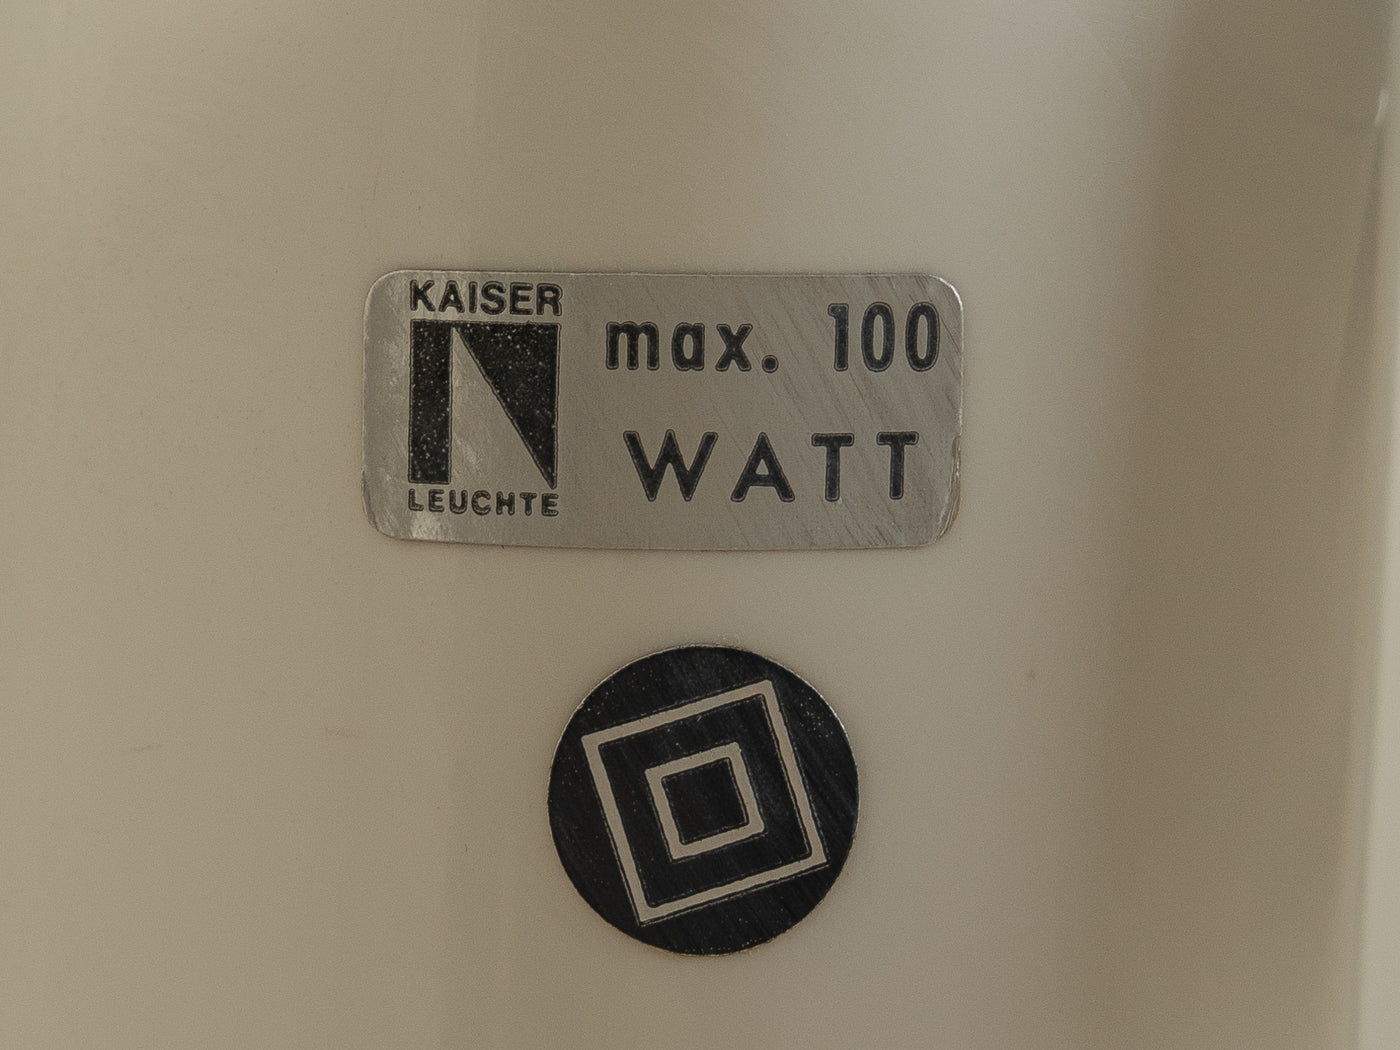 KAISER
LEUCHTE
max. 100
WATT